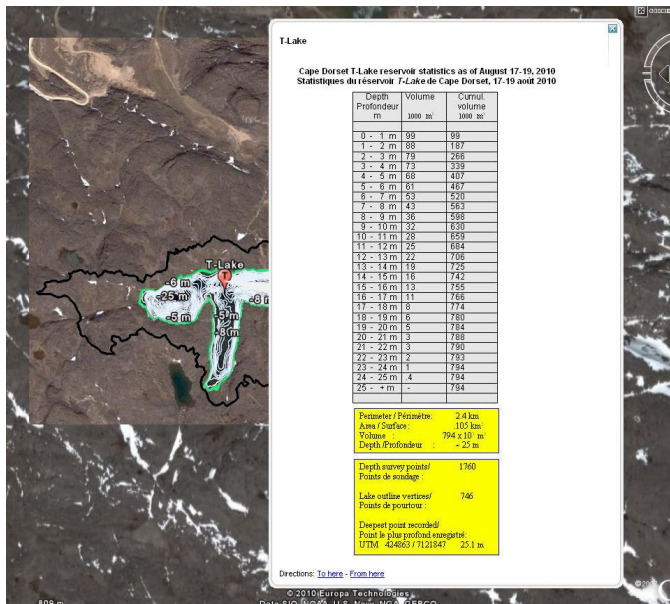 T-Lake
Cape Dorset T-Lake reservoir statistics as of August 17-19, 2010
Statistiques du réservoir T-Lake de Cape Dorset, 17-19 août 2010
Depth Volume Cumul.
Profondeur volume
m 1000 m³ 1000 m³
0 - 1 m 99 99
1 - 2 m 88 187
2 - 3 m 79 266
3 - 4 m 73 339
4 - 5 m 68 407
5 - 6 m 61 467
6 - 7 m 53 520
7 - 8 m 43 563
8 - 9 m 36 598
9 - 10 m 32 630
10 - 11 m 28 659
11 - 12 m 25 684
12 - 13 m 22 706
13 - 14 m 19 725
14 - 15 m 16 742
15 - 16 m 13 755
16 - 17 m 11 766
17 - 18 m 8 774
18 - 19 m 6 780
19 - 20 m 5 784
20 - 21 m 3 788
21 - 22 m 3 790
22 - 23 m 2 793
23 - 24 m 1 794
24 - 25 m .4 794
25 - + m - 794
Perimeter / Périmètre: 2.4 km
Area / Surface: .105 km²
Volume : 794 x 10³ m³
Depth /Profondeur : ~ 25 m
Depth survey points/ 1760
Points de sondage :
Lake outline vertices/ 746
Points de pourtour :
Deepest point recorded/
Point le plus profond enregistré:
UTM 424863 / 7121847 25.1 m
Directions: To here - From here
T-Lake
T
-6 m
-25 m
-5 m
-5 m
-8 m
-8 m
© 2010 Europa Technologies